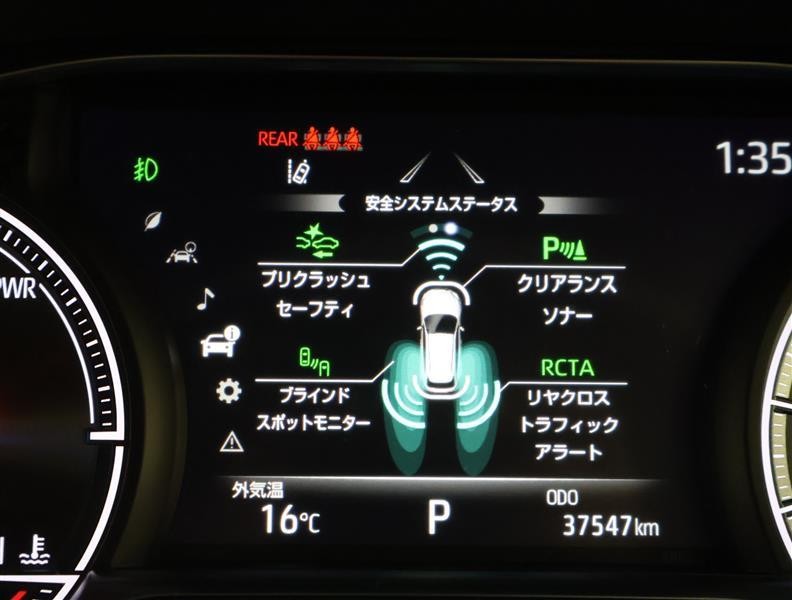 REAR
1:35
安全システムステータス
PWR
P
プリクラッシュ
セーフティ
クリアランス
ソナー
RCTA
ブラインド
スポットモニター
リヤクロス
トラフィック
アラート
外気温
16℃
P
ODO
37547km